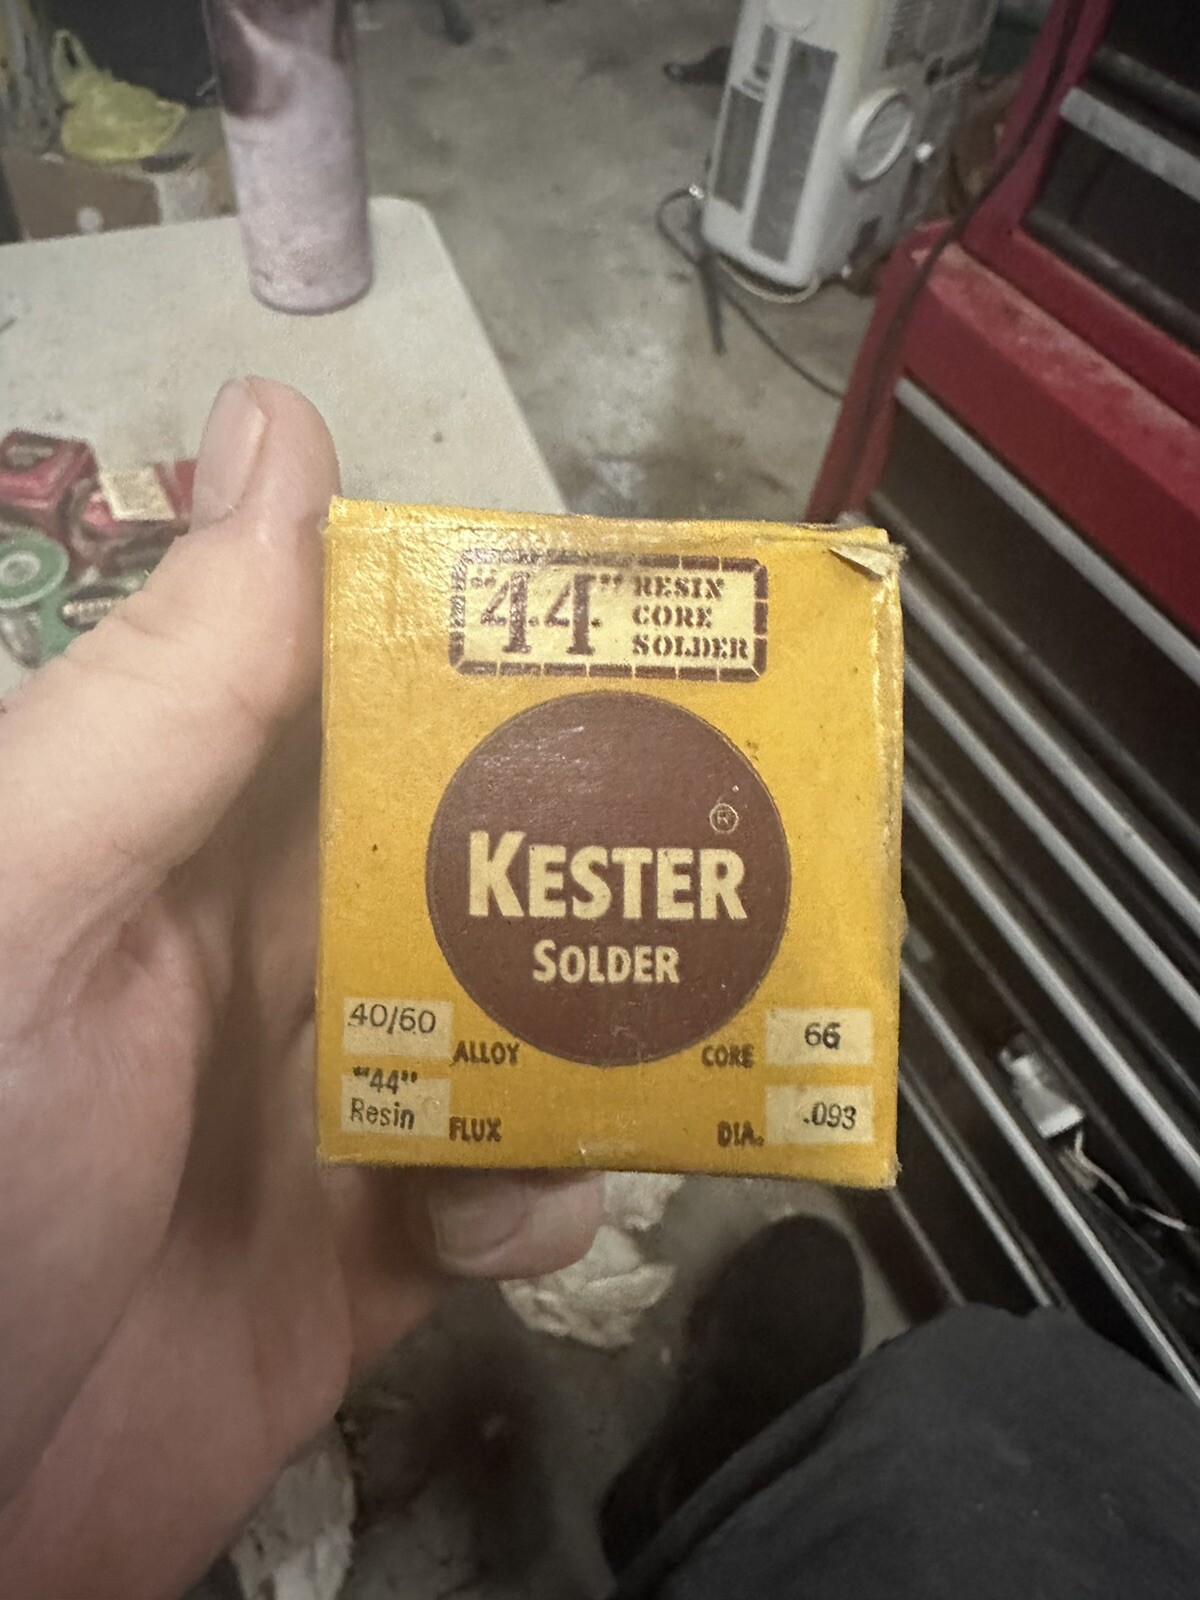 "44" RESIN
CORE
SOLDER
®
KESTER
SOLDER
40/60 ALLOY
"44"
Resin FLUX
CORE 66
DIA. .093